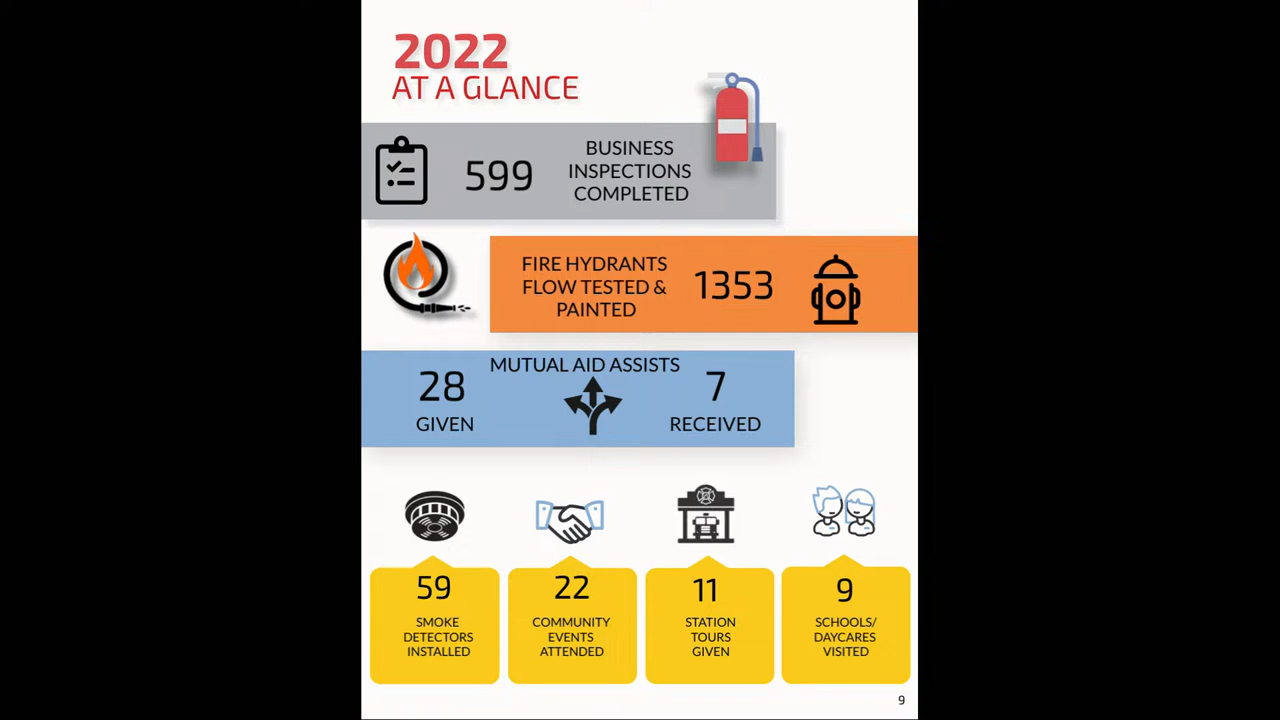 2022
AT A GLANCE
599
BUSINESS
INSPECTIONS
COMPLETED
FIRE HYDRANTS
FLOW TESTED &
PAINTED
1353
MUTUAL AID ASSISTS
28
GIVEN
7
RECEIVED
59
SMOKE
DETECTORS
INSTALLED
22
COMMUNITY
EVENTS
ATTENDED
11
STATION
TOURS
GIVEN
9
SCHOOLS/
DAYCARES
VISITED
9